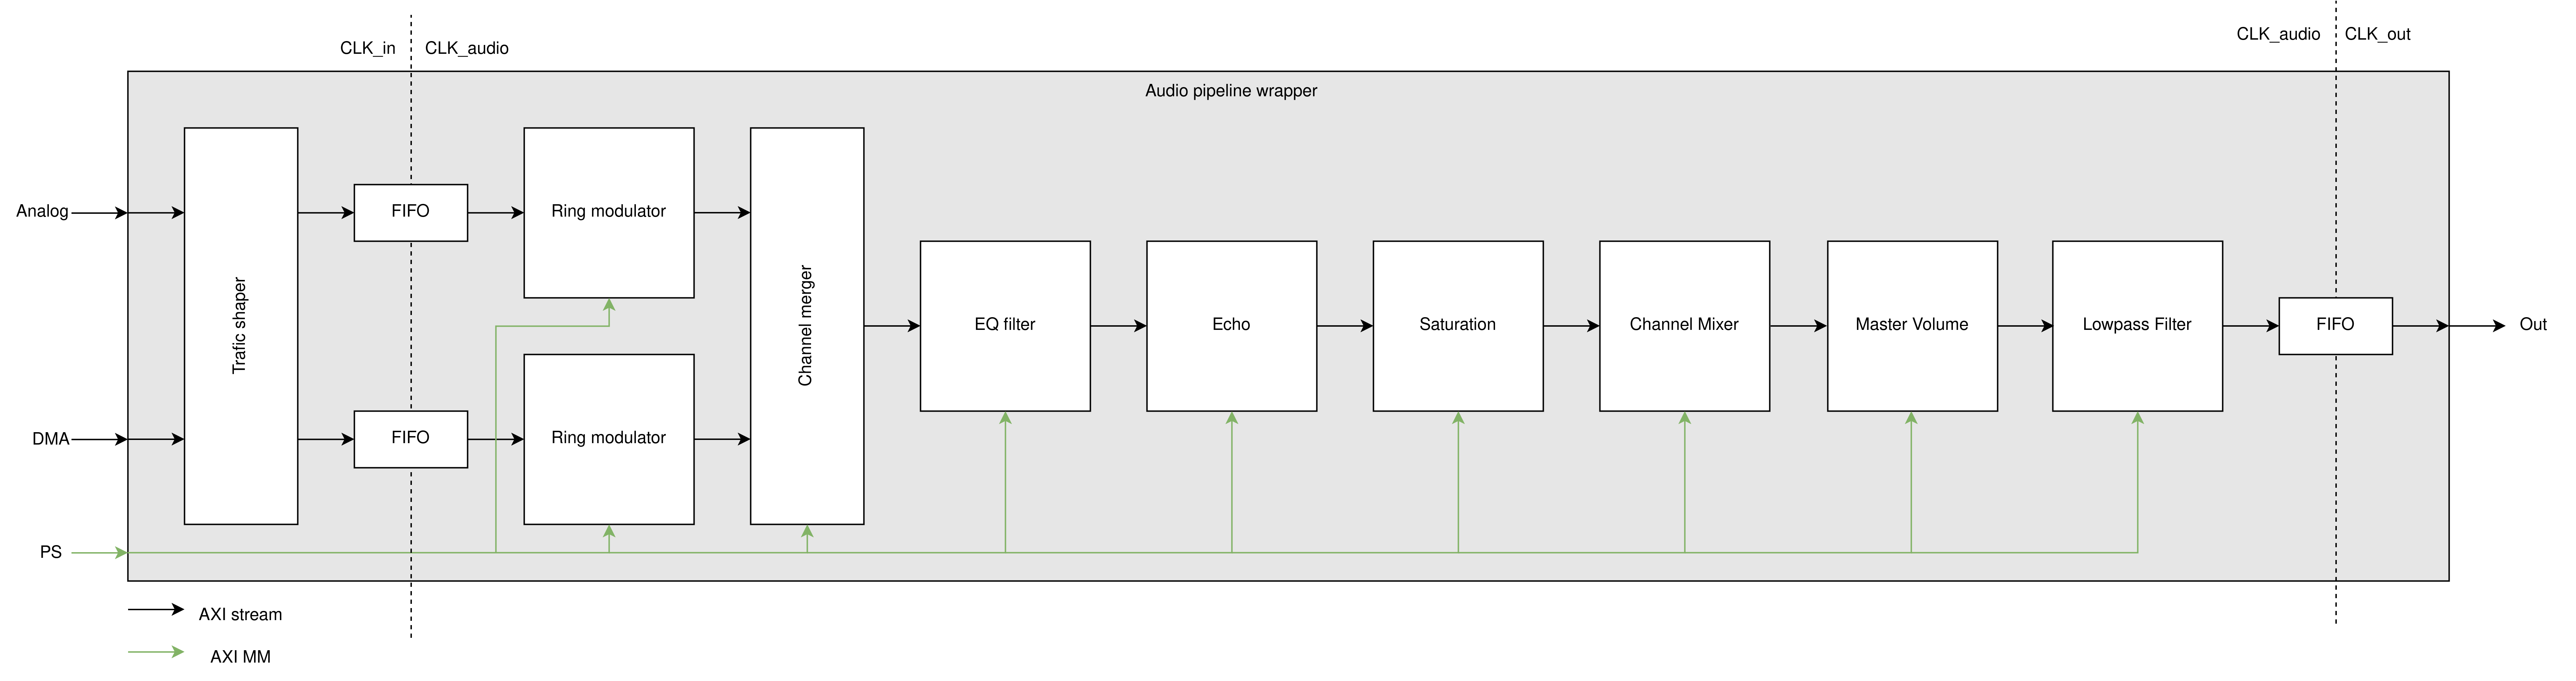 CLK_in
CLK_audio
CLK_audio
CLK_out
Audio pipeline wrapper
Analog
DMA
PS
Trafic shaper
FIFO
FIFO
Ring modulator
Ring modulator
Channel merger
EQ filter
Echo
Saturation
Channel Mixer
Master Volume
Lowpass Filter
FIFO
Out
AXI stream
AXI MM